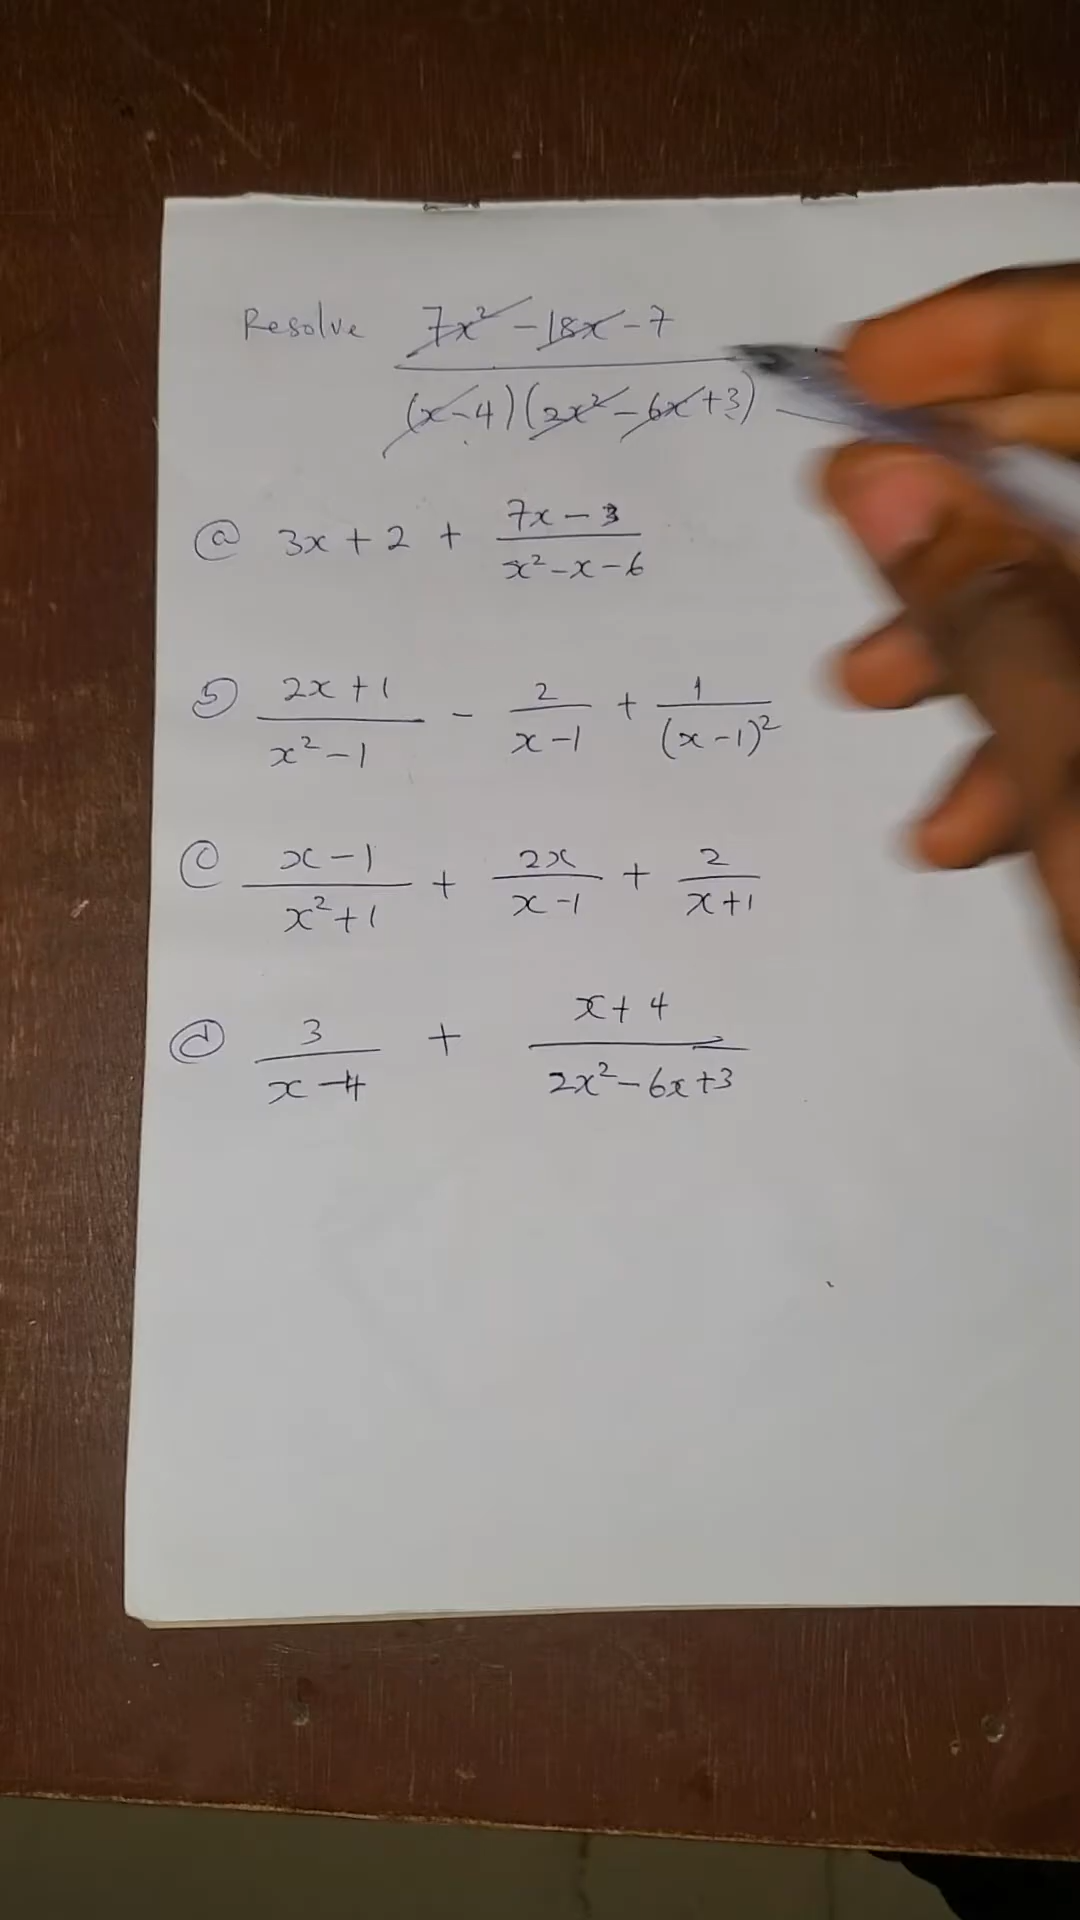 Resolve (7x² - 18x - 7)/((x-4)(2x² - 6x + 3))
(a) 3x + 2 + (7x - 3)/(x² - x - 6)
(b) (2x + 1)/(x² - 1) - 2/(x - 1) + 1/(x - 1)²
(c) (x - 1)/(x² + 1) + 2x/(x - 1) + 2/(x + 1)
(d) 3/(x - 4) + (x + 4)/(2x² - 6x + 3)